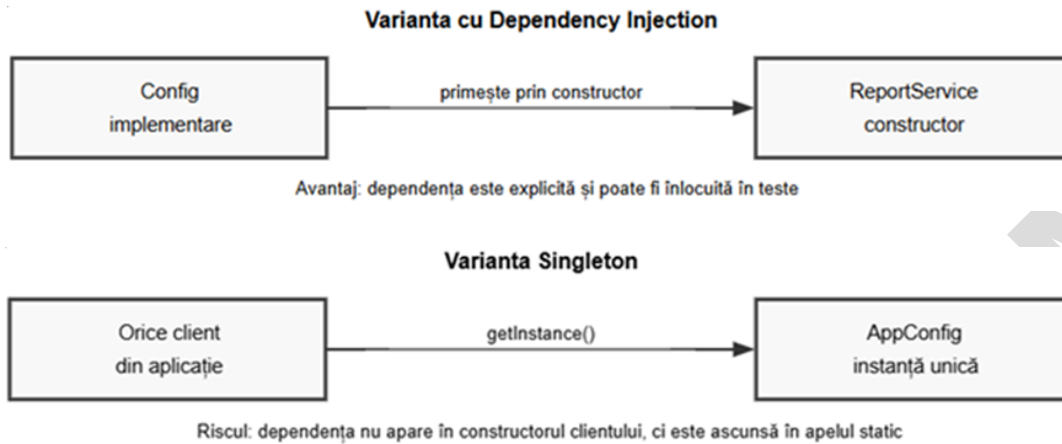 Varianta cu Dependency Injection
Config
implementare
primește prin constructor
ReportService
constructor
Avantaj: dependența este explicită și poate fi înlocuită în teste
Varianta Singleton
Orice client
din aplicație
getInstance()
AppConfig
instanță unică
Riscul: dependența nu apare în constructorul clientului, ci este ascunsă în apelul static